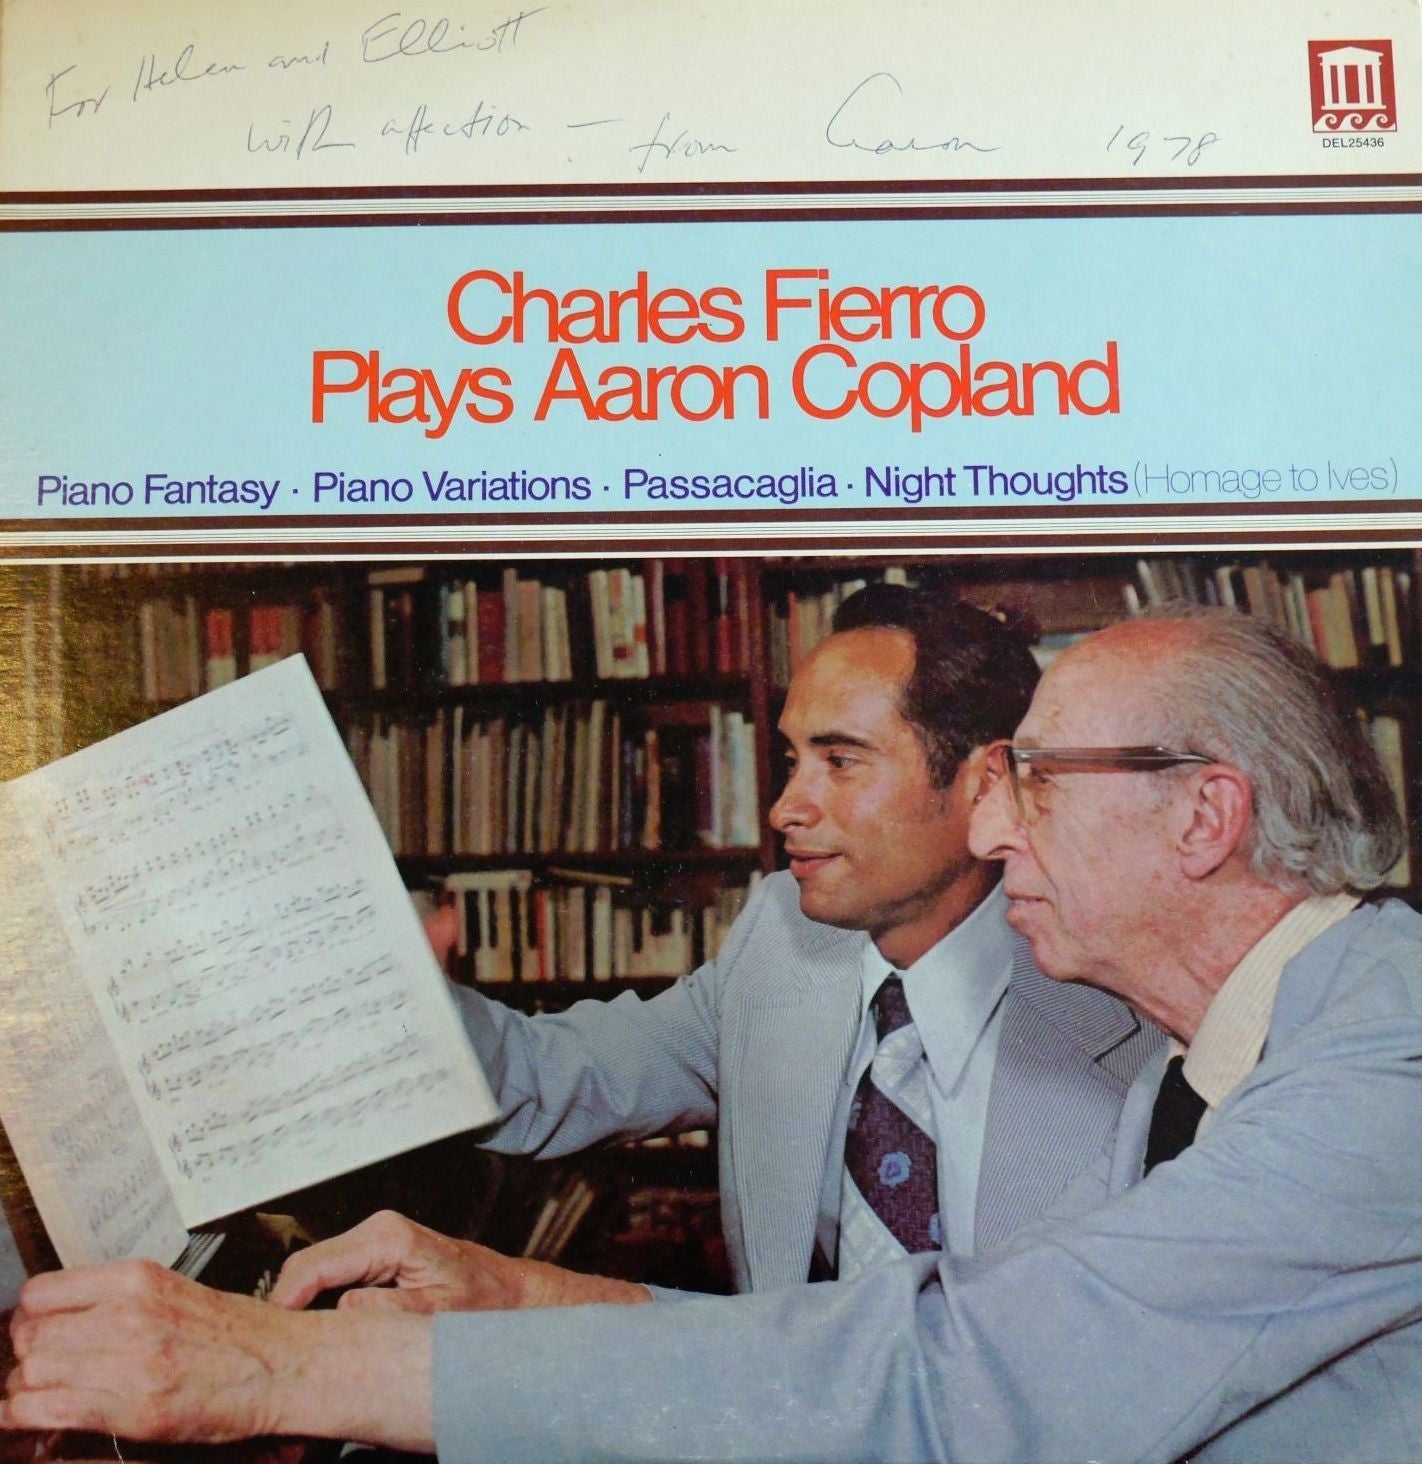 For Helen and Elliott
with affection — from Aaron 1978
DEL25436
Charles Fierro
Plays Aaron Copland
Piano Fantasy · Piano Variations · Passacaglia · Night Thoughts (Homage to Ives)